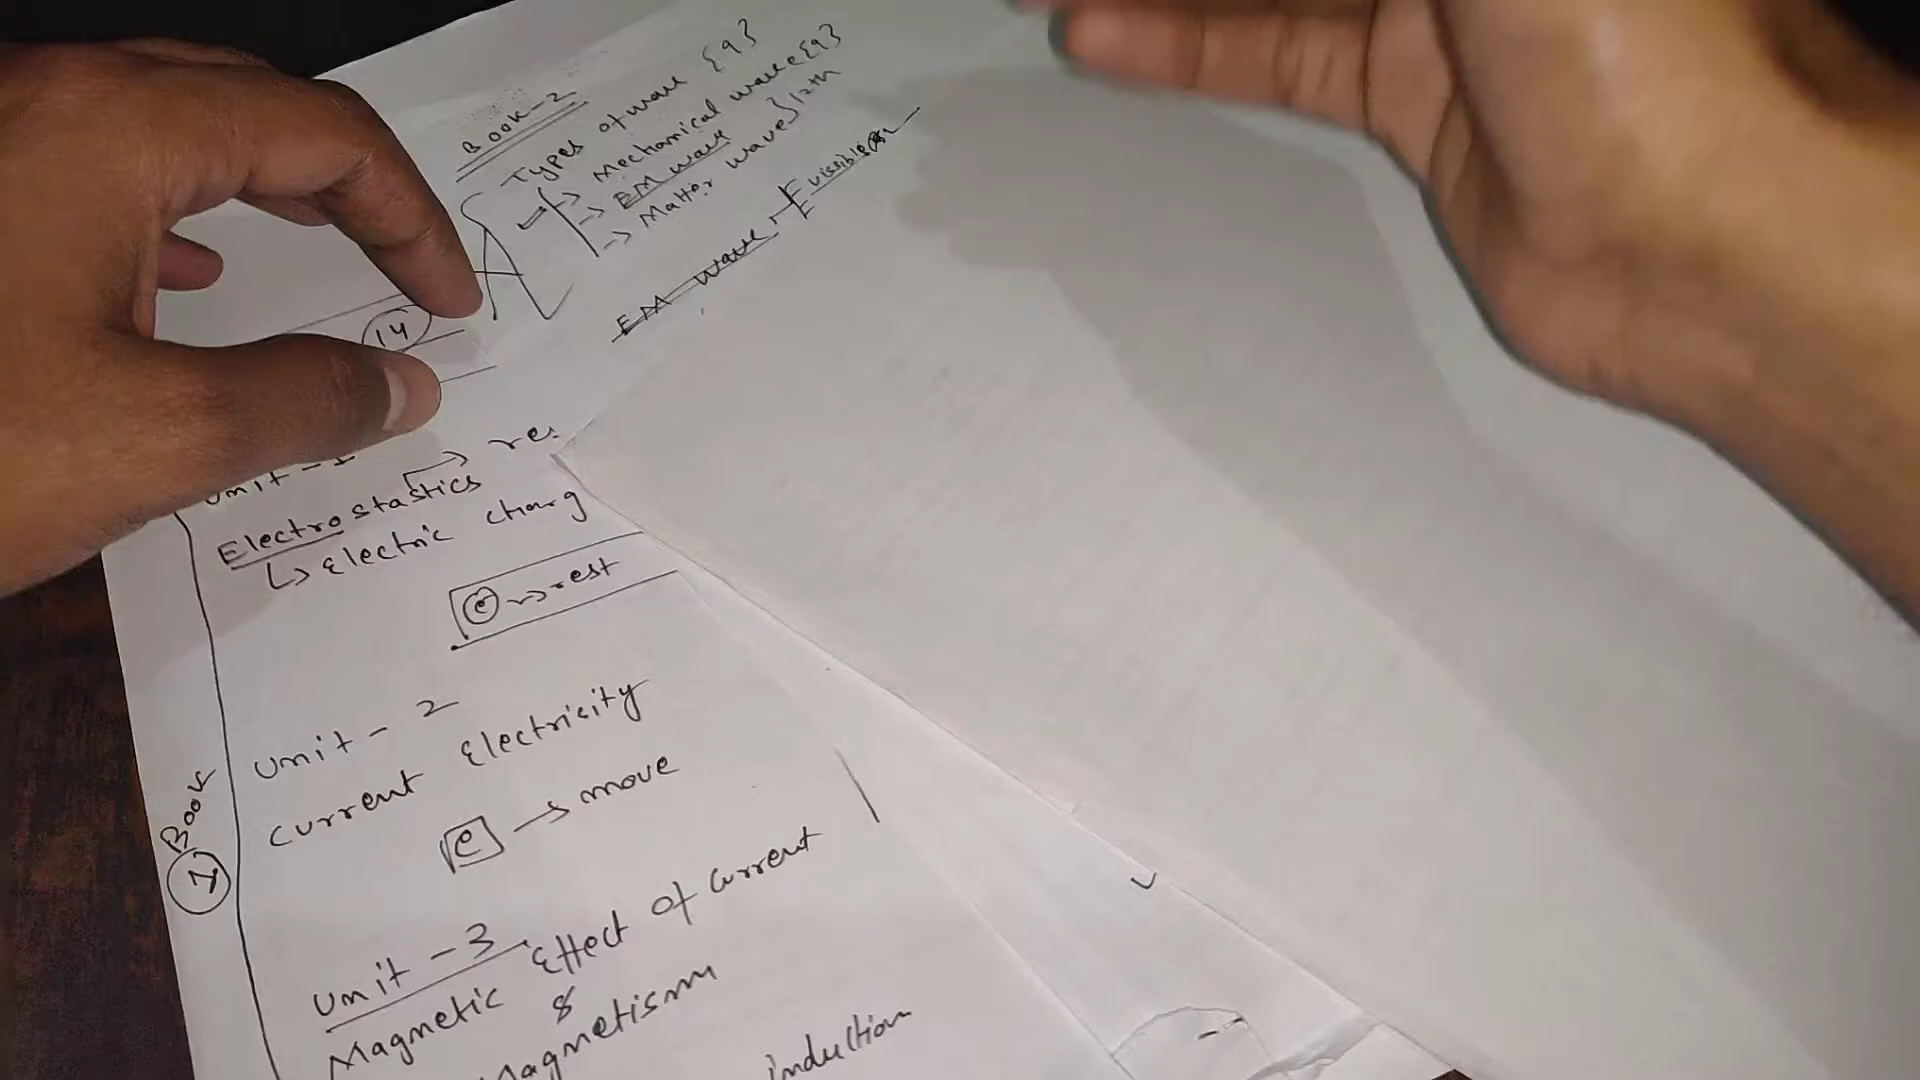 Book-2
Types of wave {9}
-> Mechanical wave {9}
-> EM wave
-> Matter wave} 12th
EM wave
14
Unit-1
Electrostastics
↳ Electric charg
e rest
Unit-2
Current Electricity
e → move
Book
1
Unit-3
Magnetic Effect of Current
&
Magnetism
induction